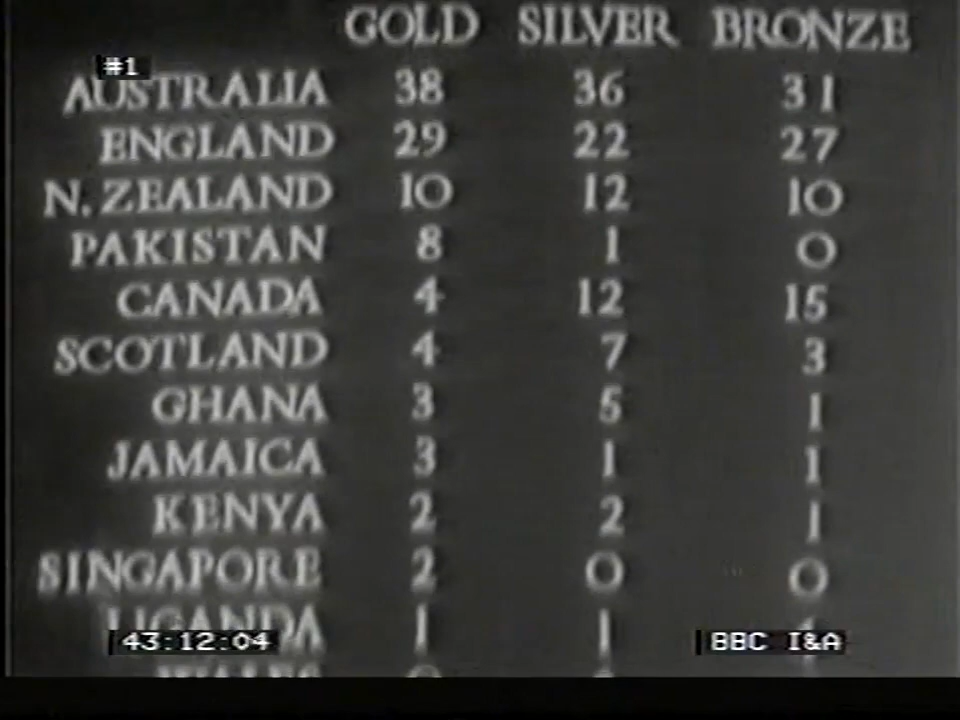 GOLD SILVER BRONZE
#1
AUSTRALIA 38 36 31
ENGLAND 29 22 27
N. ZEALAND 10 12 10
PAKISTAN 8 1 0
CANADA 4 12 15
SCOTLAND 4 7 3
GHANA 3 5 1
JAMAICA 3 1 1
KENYA 2 2 1
SINGAPORE 2 0 0
UGANDA 1 1
43:12:04 BBC I&A